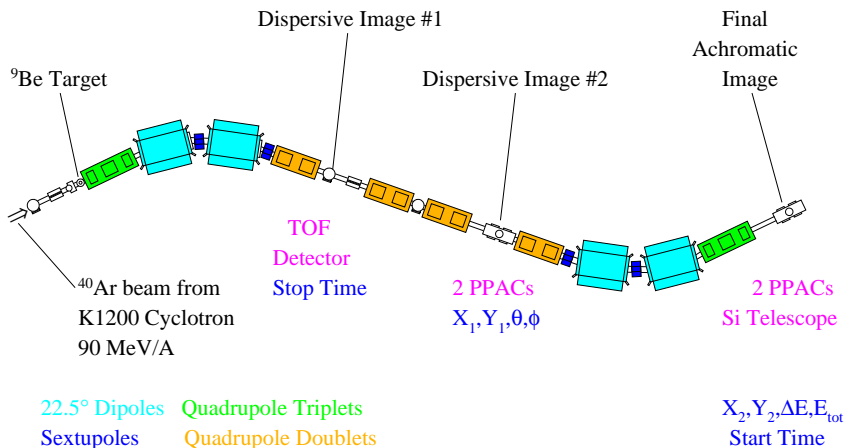 Dispersive Image #1
Final
Achromatic
Image
⁹Be Target
Dispersive Image #2
TOF
Detector
Stop Time
⁴⁰Ar beam from
K1200 Cyclotron
90 MeV/A
2 PPACs
X₁,Y₁,θ,ϕ
2 PPACs
Si Telescope
22.5° Dipoles
Quadrupole Triplets
Sextupoles
Quadrupole Doublets
X₂,Y₂,ΔE,Eₜₒₜ
Start Time